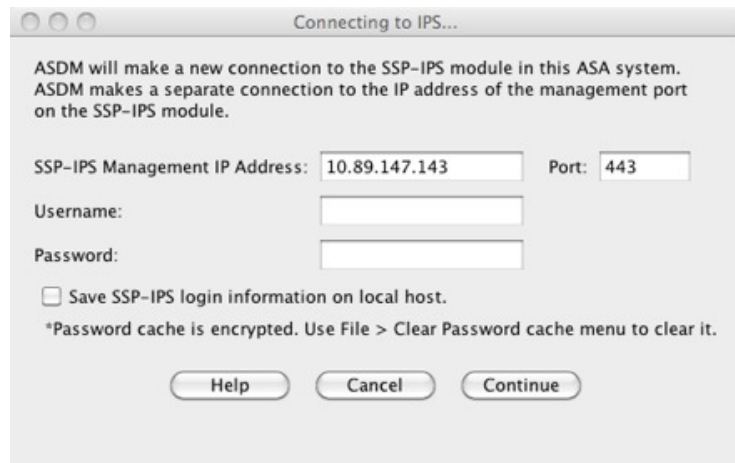 Connecting to IPS...
ASDM will make a new connection to the SSP-IPS module in this ASA system.
ASDM makes a separate connection to the IP address of the management port
on the SSP-IPS module.
SSP-IPS Management IP Address: 10.89.147.143 Port: 443
Username:
Password:
Save SSP-IPS login information on local host.
*Password cache is encrypted. Use File > Clear Password cache menu to clear it.
Help Cancel Continue